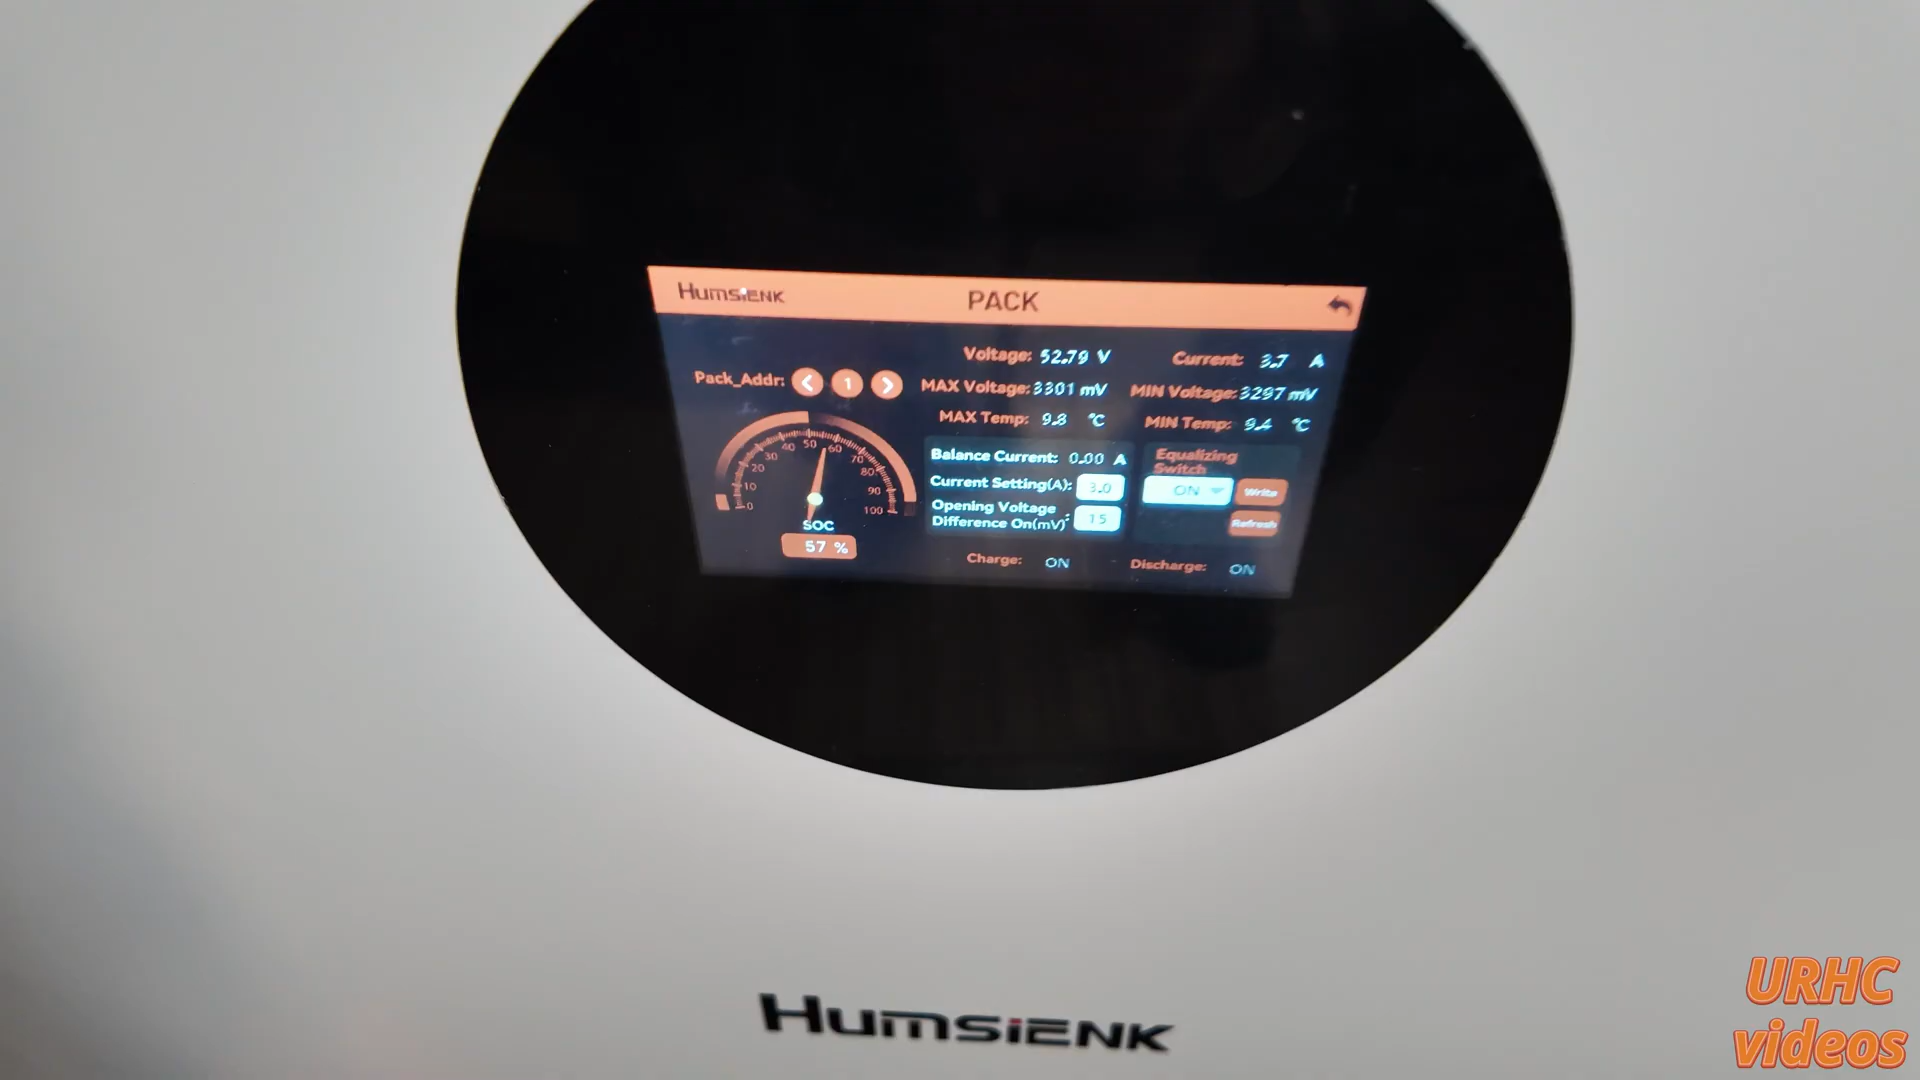 HUMSiENK
PACK
Voltage: 52.79 V
Current: 3.7 A
Pack_Addr: 1
MAX Voltage: 3301 mV
MIN Voltage: 3297 mV
MAX Temp: 9.8 ℃
MIN Temp: 9.4 ℃
0 10 20 30 40 50 60 70 80 90 100
SOC
57 %
Balance Current: 0.00 A
Current Setting(A): 3.0
Opening Voltage
Difference On(mV): 15
Equalizing
Switch
ON
Write
Refresh
Charge: ON
Discharge: ON
HUMSiENK
URHC
videos